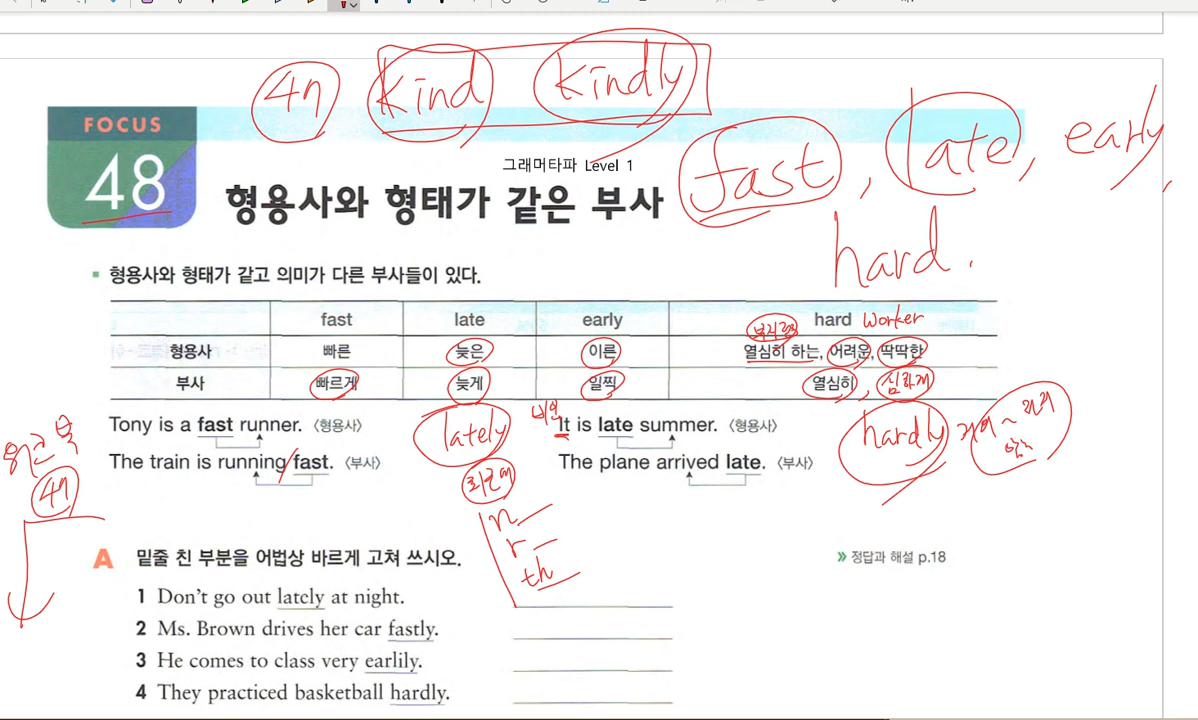 4개 kind kindly
fast, late, early,
hard.
FOCUS
48
그래머타파 Level 1
형용사와 형태가 같은 부사
형용사와 형태가 같고 의미가 다른 부사들이 있다.
fast late early hard worker
형용사 빠른 늦은 이른 열심히 하는, 어려운, 딱딱한
부사 빠르게 늦게 일찍 열심히, 심하게
Tony is a fast runner. 〈형용사〉
It is late summer. 〈형용사〉
The train is running fast. 〈부사〉
The plane arrived late. 〈부사〉
lately
최근에
hardly 거의 ~ 하지 않는
4개
n
r
th
A 밑줄 친 부분을 어법상 바르게 고쳐 쓰시오.
» 정답과 해설 p.18
1 Don't go out lately at night.
2 Ms. Brown drives her car fastly.
3 He comes to class very earlily.
4 They practiced basketball hardly.